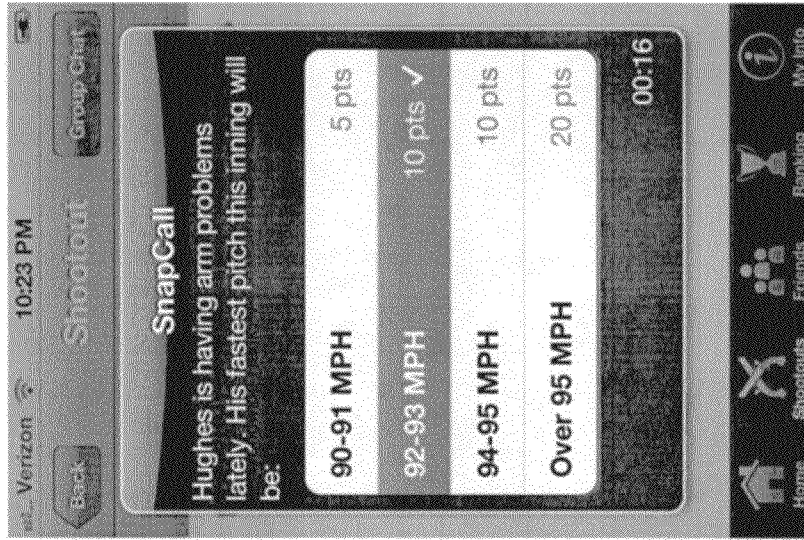 Verizon 10:23 PM
Back Shootout Group Chat
SnapCall
Hughes is having arm problems
lately. His fastest pitch this inning will
be:
90-91 MPH 5 pts
92-93 MPH 10 pts ✓
94-95 MPH 10 pts
Over 95 MPH 20 pts
00:16
Home Shootouts Friends Ranking My Info